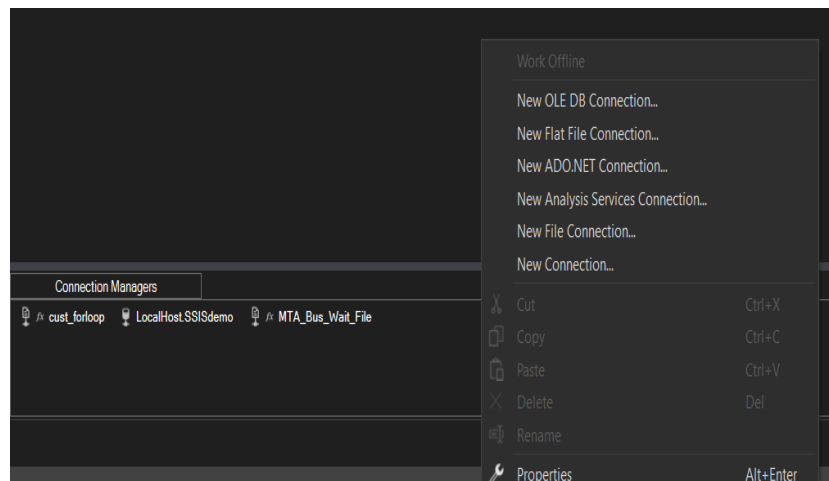 Work Offline
New OLE DB Connection...
New Flat File Connection...
New ADO.NET Connection...
New Analysis Services Connection...
New File Connection...
New Connection...
Connection Managers
fx cust_forloop LocalHost.SSISdemo fx MTA_Bus_Wait_File
Cut Ctrl+X
Copy Ctrl+C
Paste Ctrl+V
Delete Del
Rename
Properties Alt+Enter